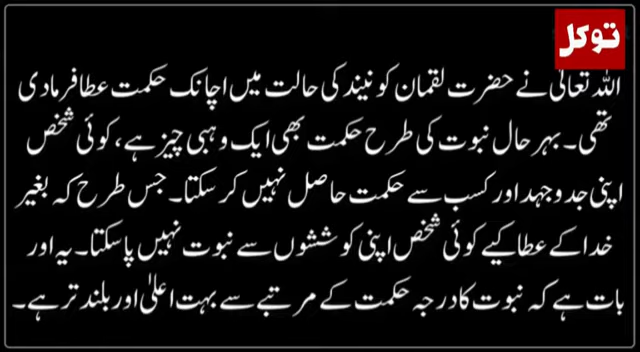 توکل
اللہ تعالیٰ نے حضرت لقمان کو نیند کی حالت میں اچانک حکمت عطا فرما دی
تھی۔ بہر حال نبوت کی طرح حکمت بھی ایک وہبی چیز ہے، کوئی شخص
اپنی جدوجہد اور کسب سے حکمت حاصل نہیں کر سکتا۔ جس طرح کہ بغیر
خدا کے عطا کیے کوئی شخص اپنی کوششوں سے نبوت نہیں پا سکتا۔ یہ اور
بات ہے کہ نبوت کا درجہ حکمت کے مرتبے سے بہت اعلیٰ اور بلند تر ہے۔